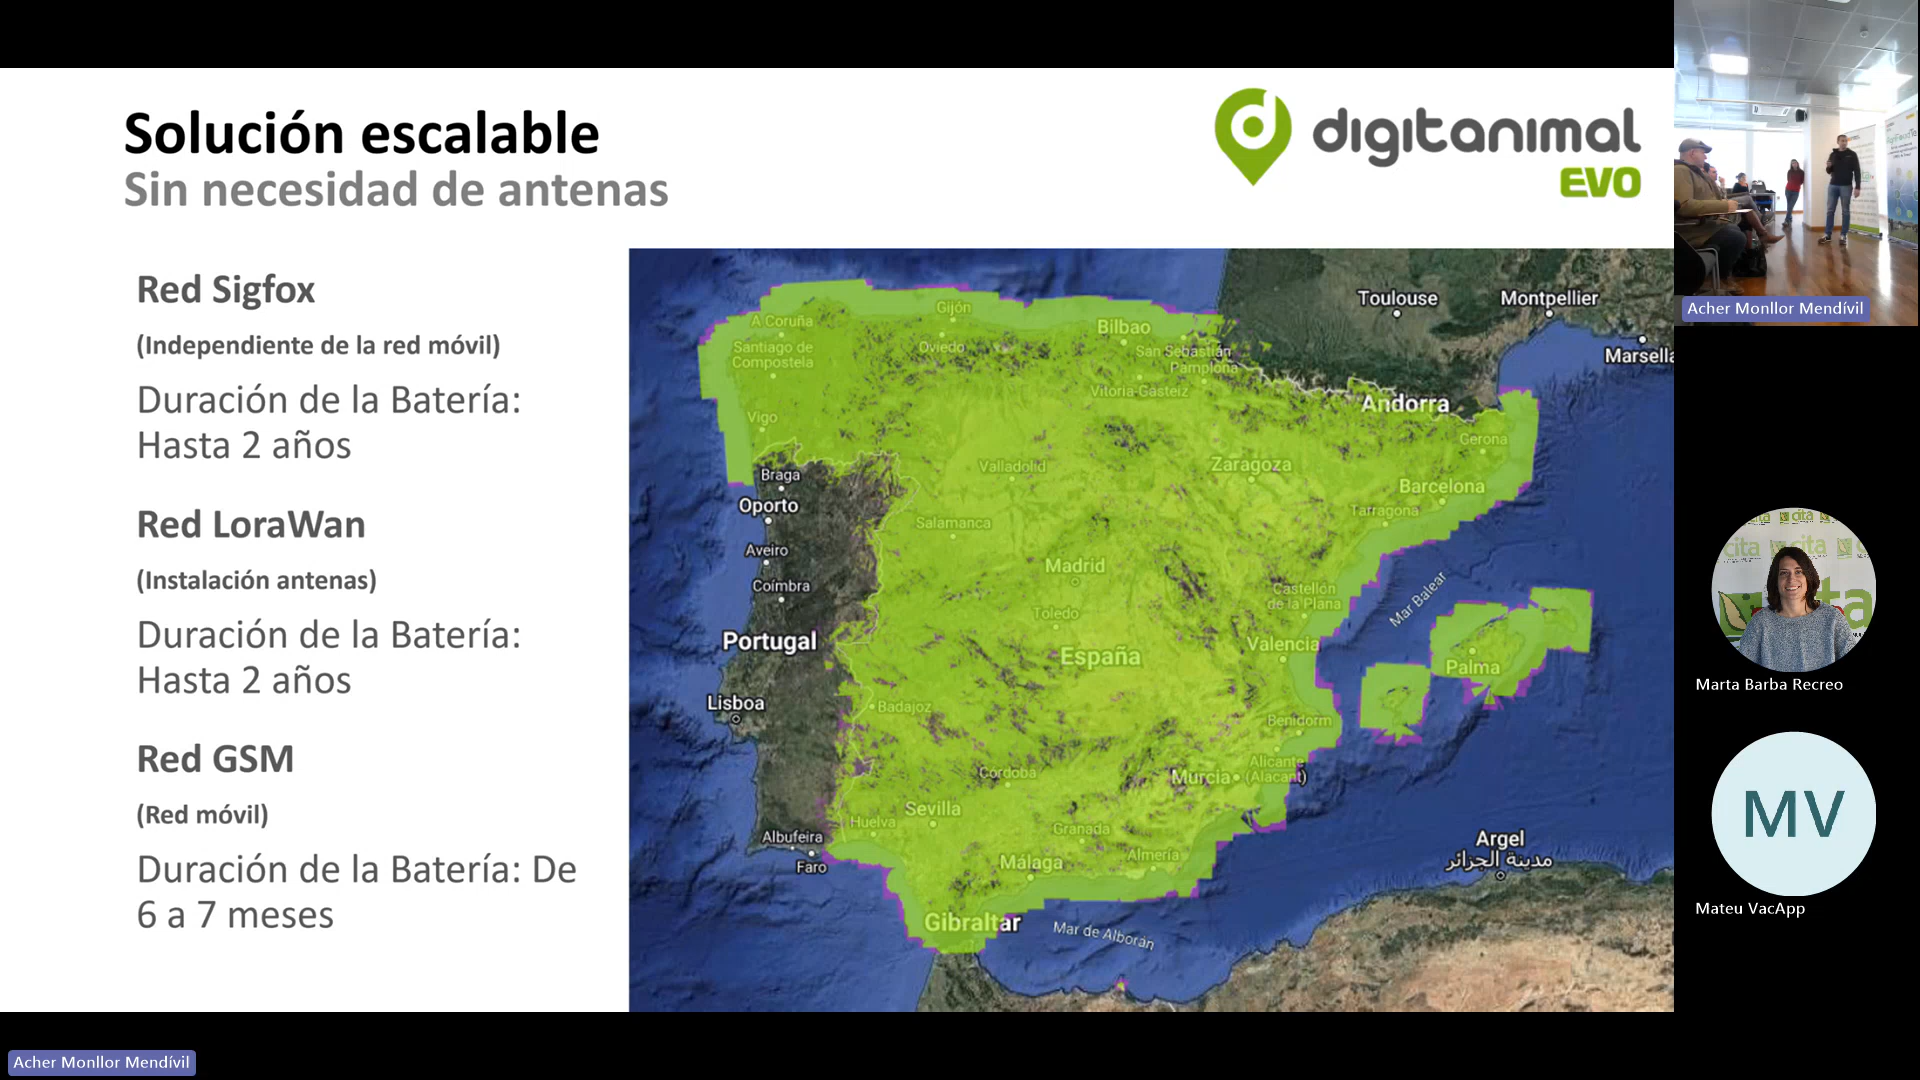 Solución escalable
Sin necesidad de antenas
digitanimal
EVO
Red Sigfox
(Independiente de la red móvil)
Duración de la Batería:
Hasta 2 años
Red LoraWan
(Instalación antenas)
Duración de la Batería:
Hasta 2 años
Red GSM
(Red móvil)
Duración de la Batería: De
6 a 7 meses
Toulouse
Montpellier
Marsella
A Coruña
Gijón
Bilbao
Santiago de
Compostela
Oviedo
San Sebastián
Pamplona
Vitoria-Gasteiz
Andorra
Vigo
Gerona
Braga
Valladolid
Zaragoza
Barcelona
Oporto
Tarragona
Salamanca
Aveiro
Madrid
Coímbra
Castellón
de la Plana
Mar Balear
Toledo
Portugal
España
Valencia
Palma
Lisboa
Badajoz
Benidorm
Córdoba
Murcia
Alicante
(Alacant)
Sevilla
Huelva
Granada
Albufeira
Faro
Málaga
Almería
Argel
مدينة الجزائر
Gibraltar
Mar de Alborán
Acher Monllor Mendívil
cita
Marta Barba Recreo
MV
Mateu VacApp
Acher Monllor Mendívil